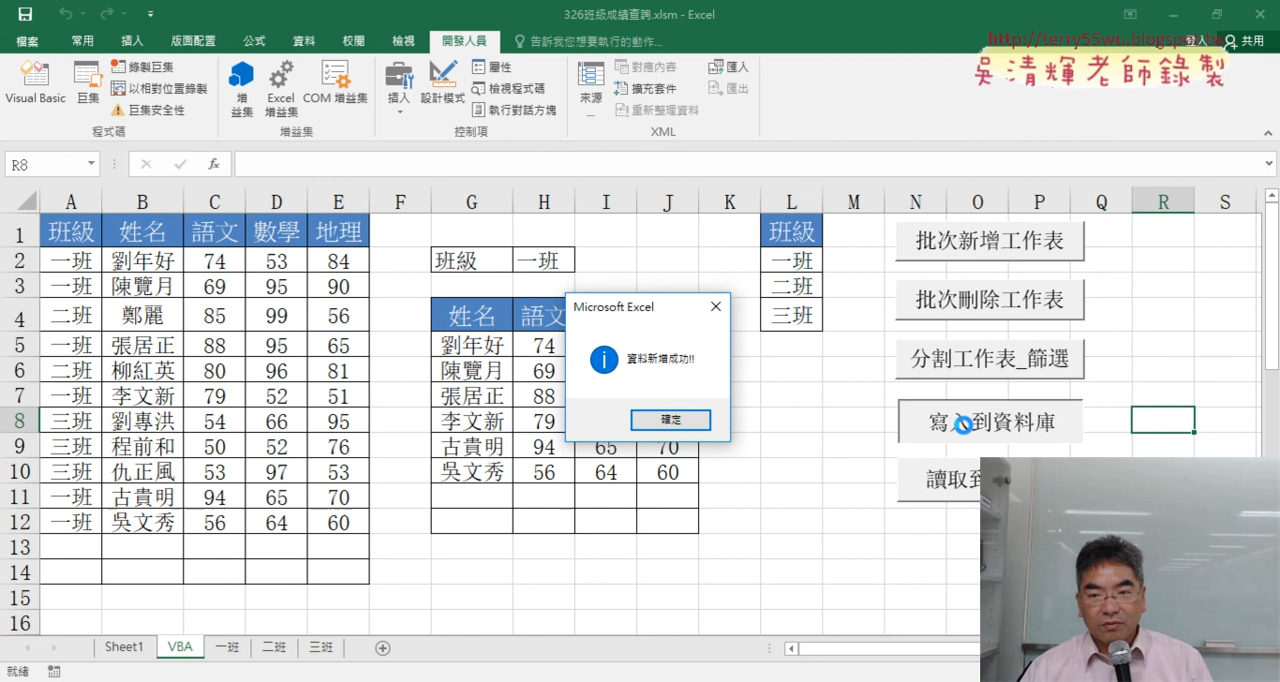 326班級成績查詢.xlsm - Excel
檔案 常用 插入 版面配置 公式 資料 校閱 檢視 開發人員 告訴我您想要執行的動作... 登入 共用
http://terry55wu.blogspot.tw
吳清輝老師錄製
Visual Basic 巨集 錄製巨集 以相對位置錄製 巨集安全性
增益集 Excel 增益集 COM 增益集
插入 設計模式 屬性 檢視程式碼 執行對話方塊
來源... 對應內容 擴充套件 重新整理資料 匯入 匯出
程式碼 增益集 控制項 XML
R8 fx
A B C D E F G H I J K L M N O P Q R S
1 班級 姓名 語文 數學 地理 班級
2 一班 劉年好 74 53 84 班級 一班 一班
3 一班 陳覽月 69 95 90 二班
4 二班 鄭麗 85 99 56 姓名 語文 三班
5 一班 張居正 88 95 65 劉年好 74
6 二班 柳紅英 80 96 81 陳覽月 69
7 一班 李文新 79 52 51 張居正 88
8 三班 劉專洪 54 66 95 李文新 79
9 三班 程前和 50 52 76 古貴明 94 65 70
10 三班 仇正風 53 97 53 吳文秀 56 64 60
11 一班 古貴明 94 65 70
12 一班 吳文秀 56 64 60
13
14
15
16
批次新增工作表
批次刪除工作表
分割工作表_篩選
寫入到資料庫
讀取到
Microsoft Excel
資料新增成功!!
確定
Sheet1 VBA 一班 二班 三班
就緒